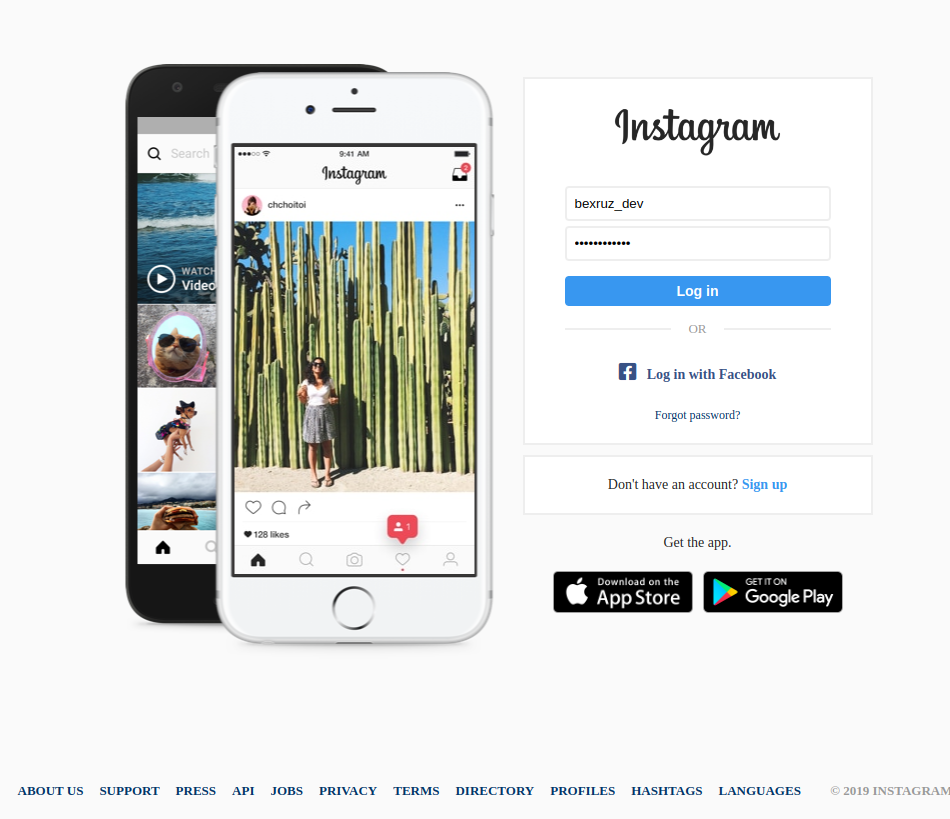 Search
WATCH
Video
9:41 AM
Instagram
2
chchoitoi
128 likes
1
Instagram
bexruz_dev
••••••••••••
Log in
OR
Log in with Facebook
Forgot password?
Don't have an account? Sign up
Get the app.
Download on the
App Store
GET IT ON
Google Play
ABOUT US SUPPORT PRESS API JOBS PRIVACY TERMS DIRECTORY PROFILES HASHTAGS LANGUAGES © 2019 INSTAGRAM